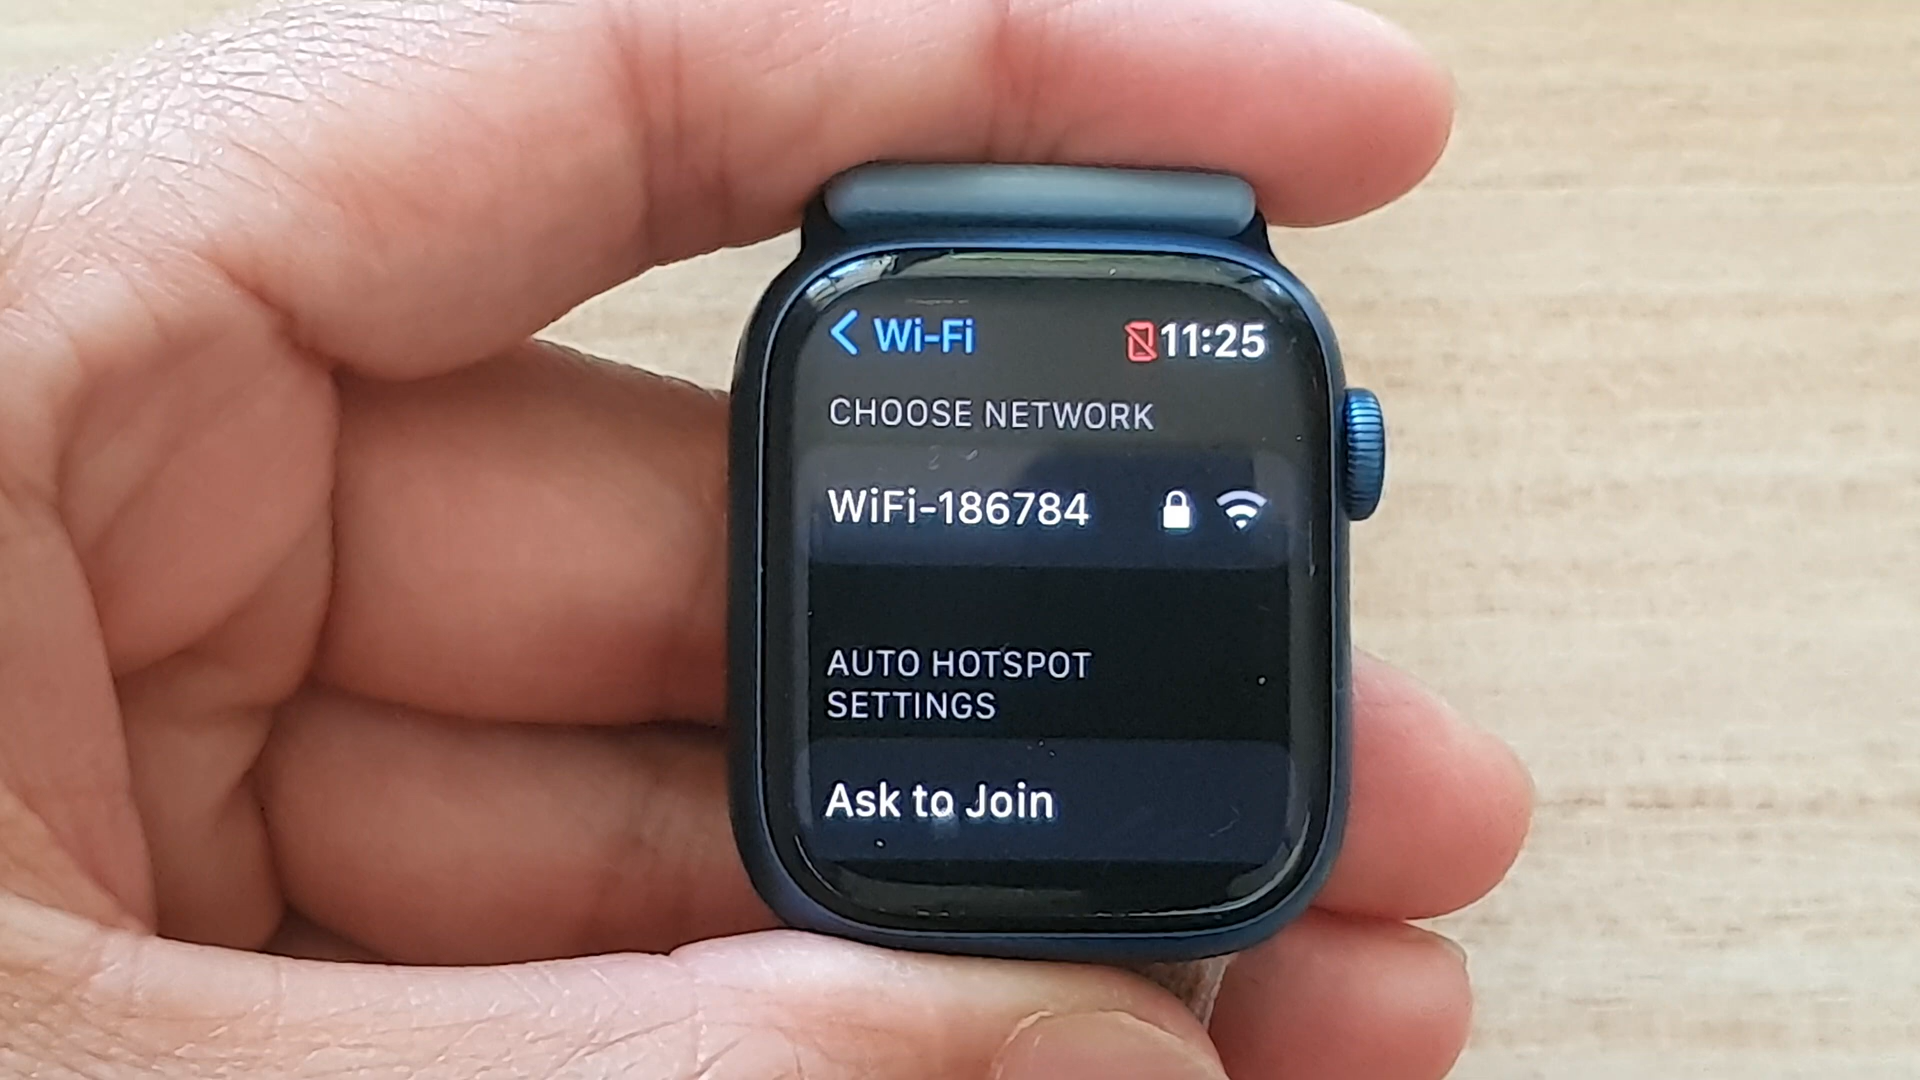 Wi-Fi 11:25
CHOOSE NETWORK
WiFi-186784
AUTO HOTSPOT
SETTINGS
Ask to Join